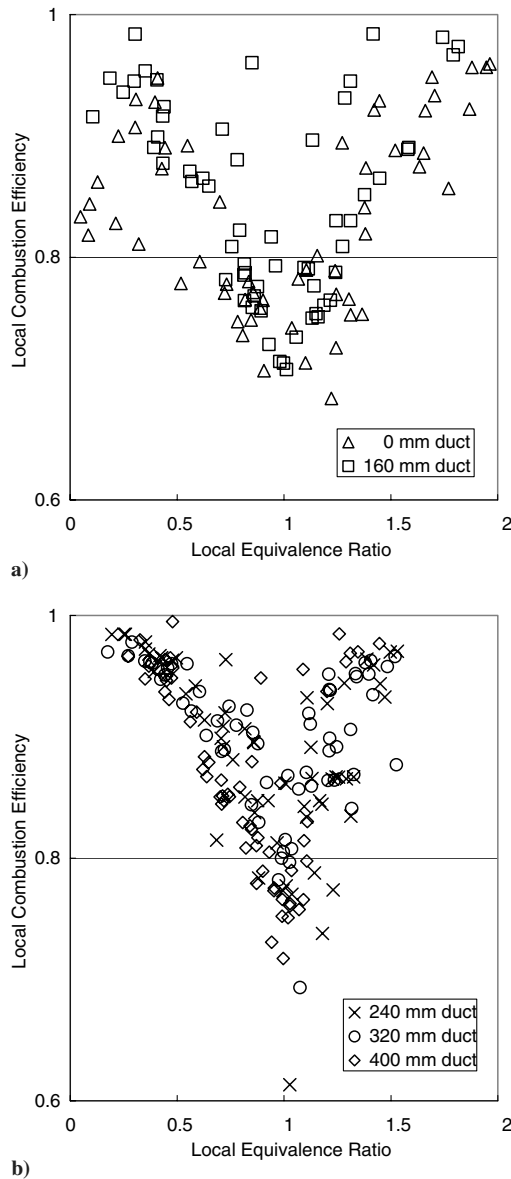 1
0.8
0.6
0
0.5
1
1.5
2
Local Combustion Efficiency
Local Equivalence Ratio
0 mm duct
160 mm duct
a)
1
0.8
0.6
0
0.5
1
1.5
2
Local Combustion Efficiency
Local Equivalence Ratio
240 mm duct
320 mm duct
400 mm duct
b)